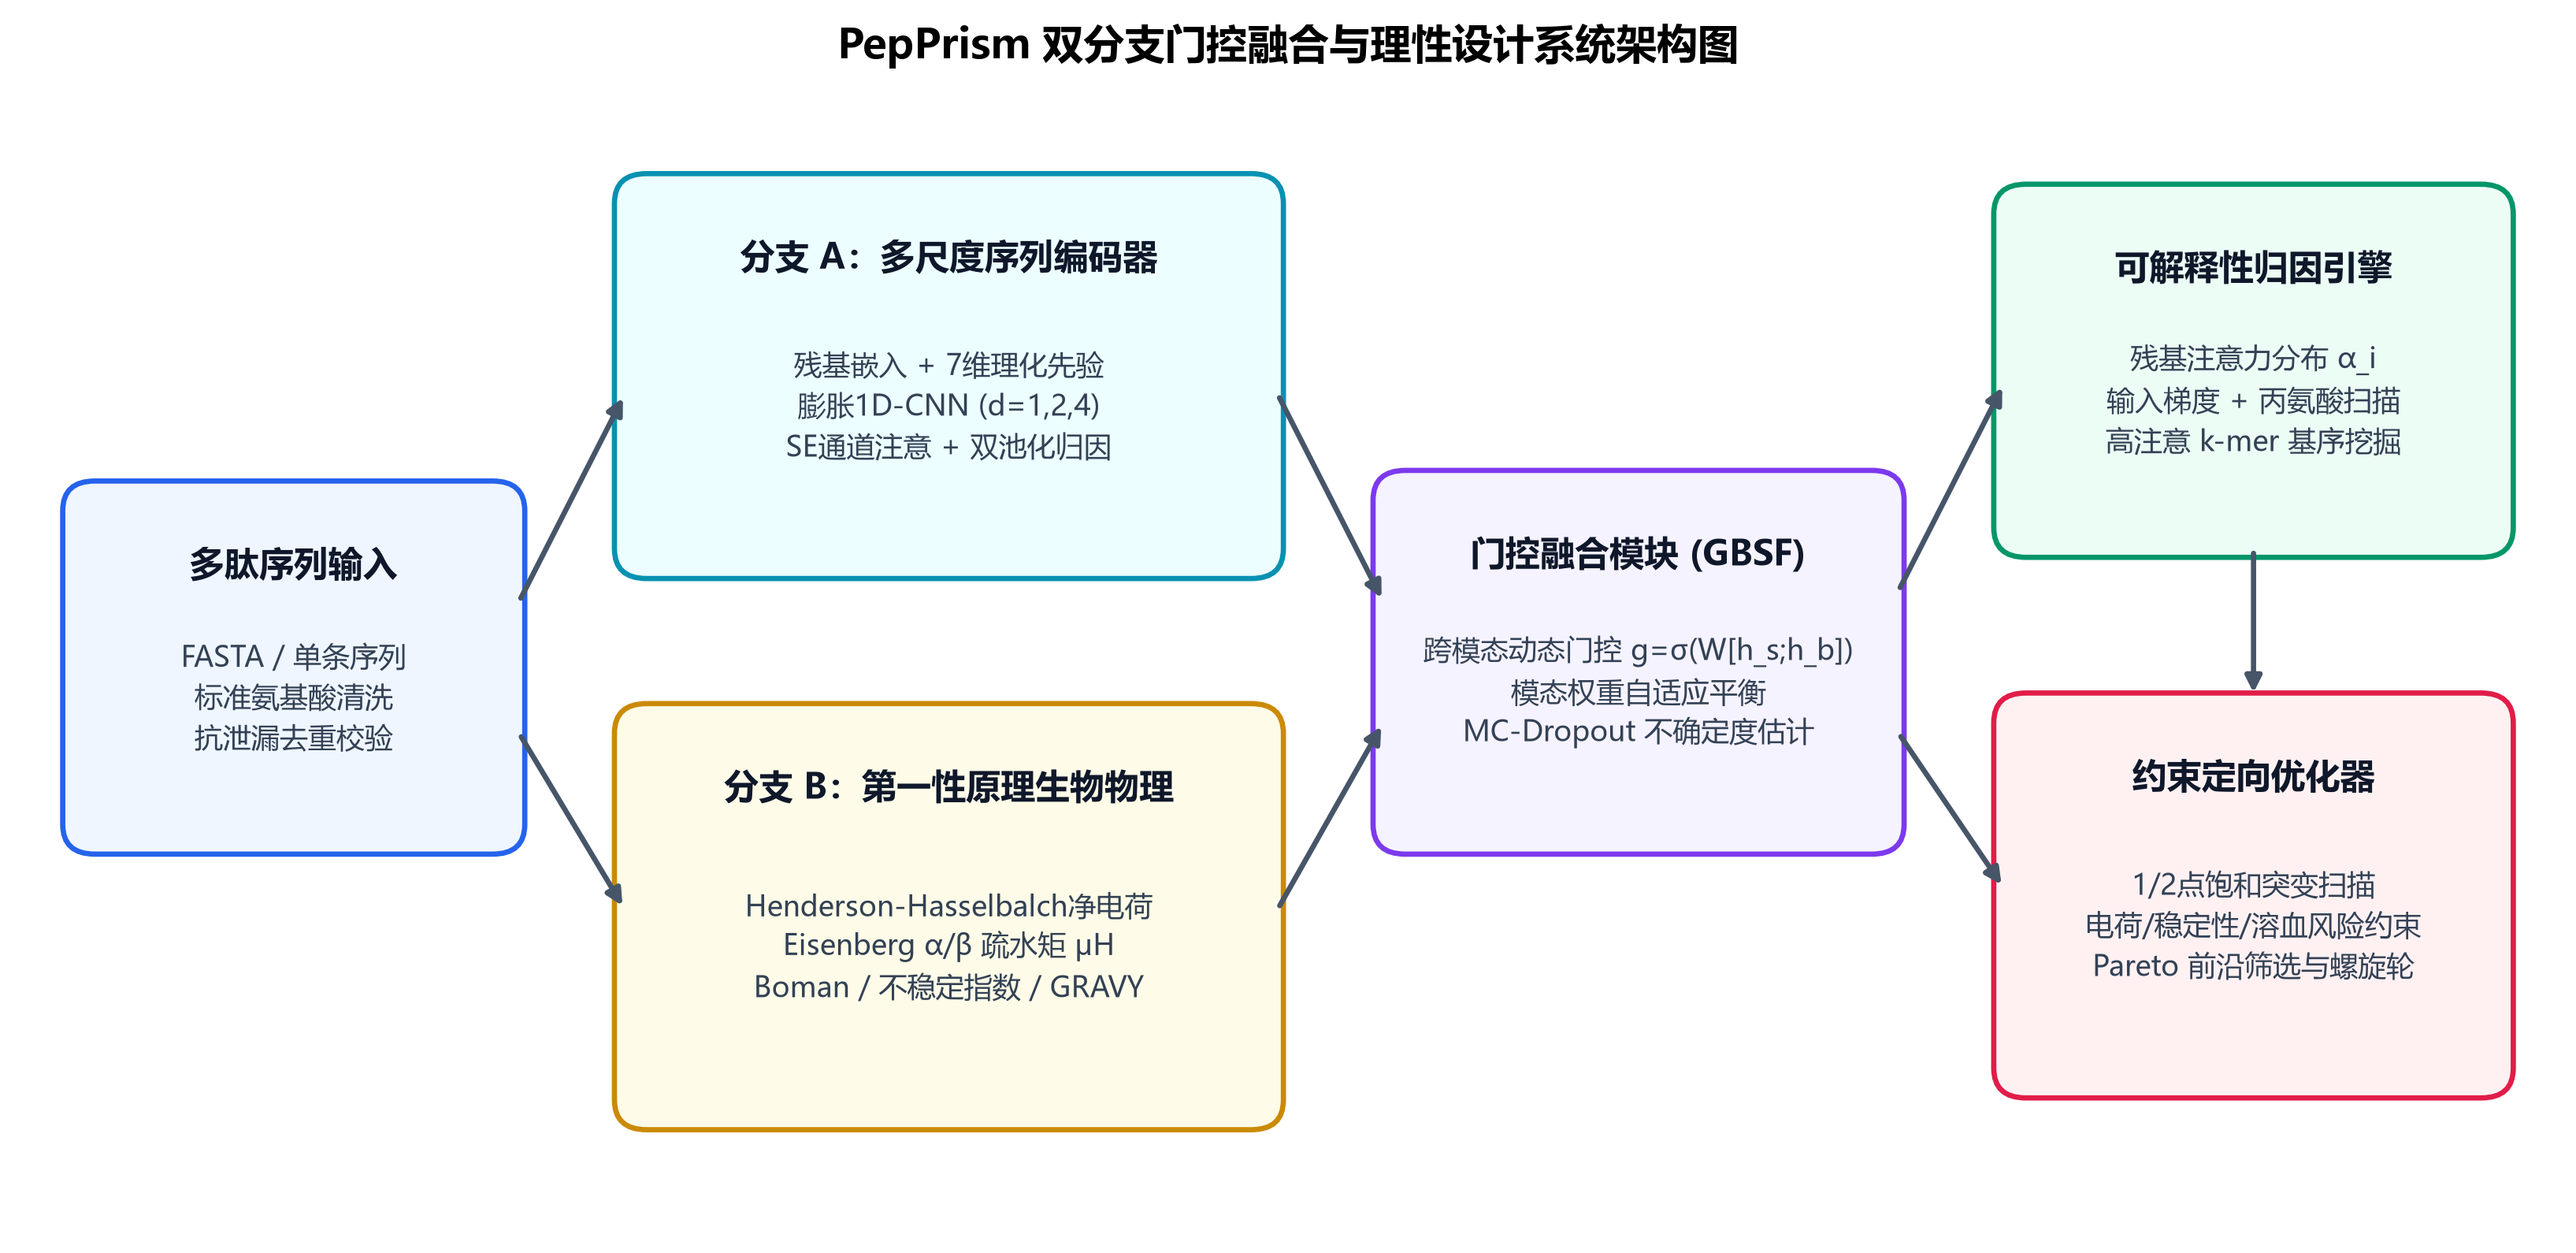 PepPrism 双分支门控融合与理性设计系统架构图
多肽序列输入
FASTA / 单条序列
标准氨基酸清洗
抗泄漏去重校验
分支 A：多尺度序列编码器
残基嵌入 + 7维理化先验
膨胀1D-CNN (d=1,2,4)
SE通道注意 + 双池化归因
分支 B：第一性原理生物物理
Henderson-Hasselbalch净电荷
Eisenberg α/β 疏水矩 μH
Boman / 不稳定指数 / GRAVY
门控融合模块 (GBSF)
跨模态动态门控 g=σ(W[h_s;h_b])
模态权重自适应平衡
MC-Dropout 不确定度估计
可解释性归因引擎
残基注意力分布 α_i
输入梯度 + 丙氨酸扫描
高注意 k-mer 基序挖掘
约束定向优化器
1/2点饱和突变扫描
电荷/稳定性/溶血风险约束
Pareto 前沿筛选与螺旋轮